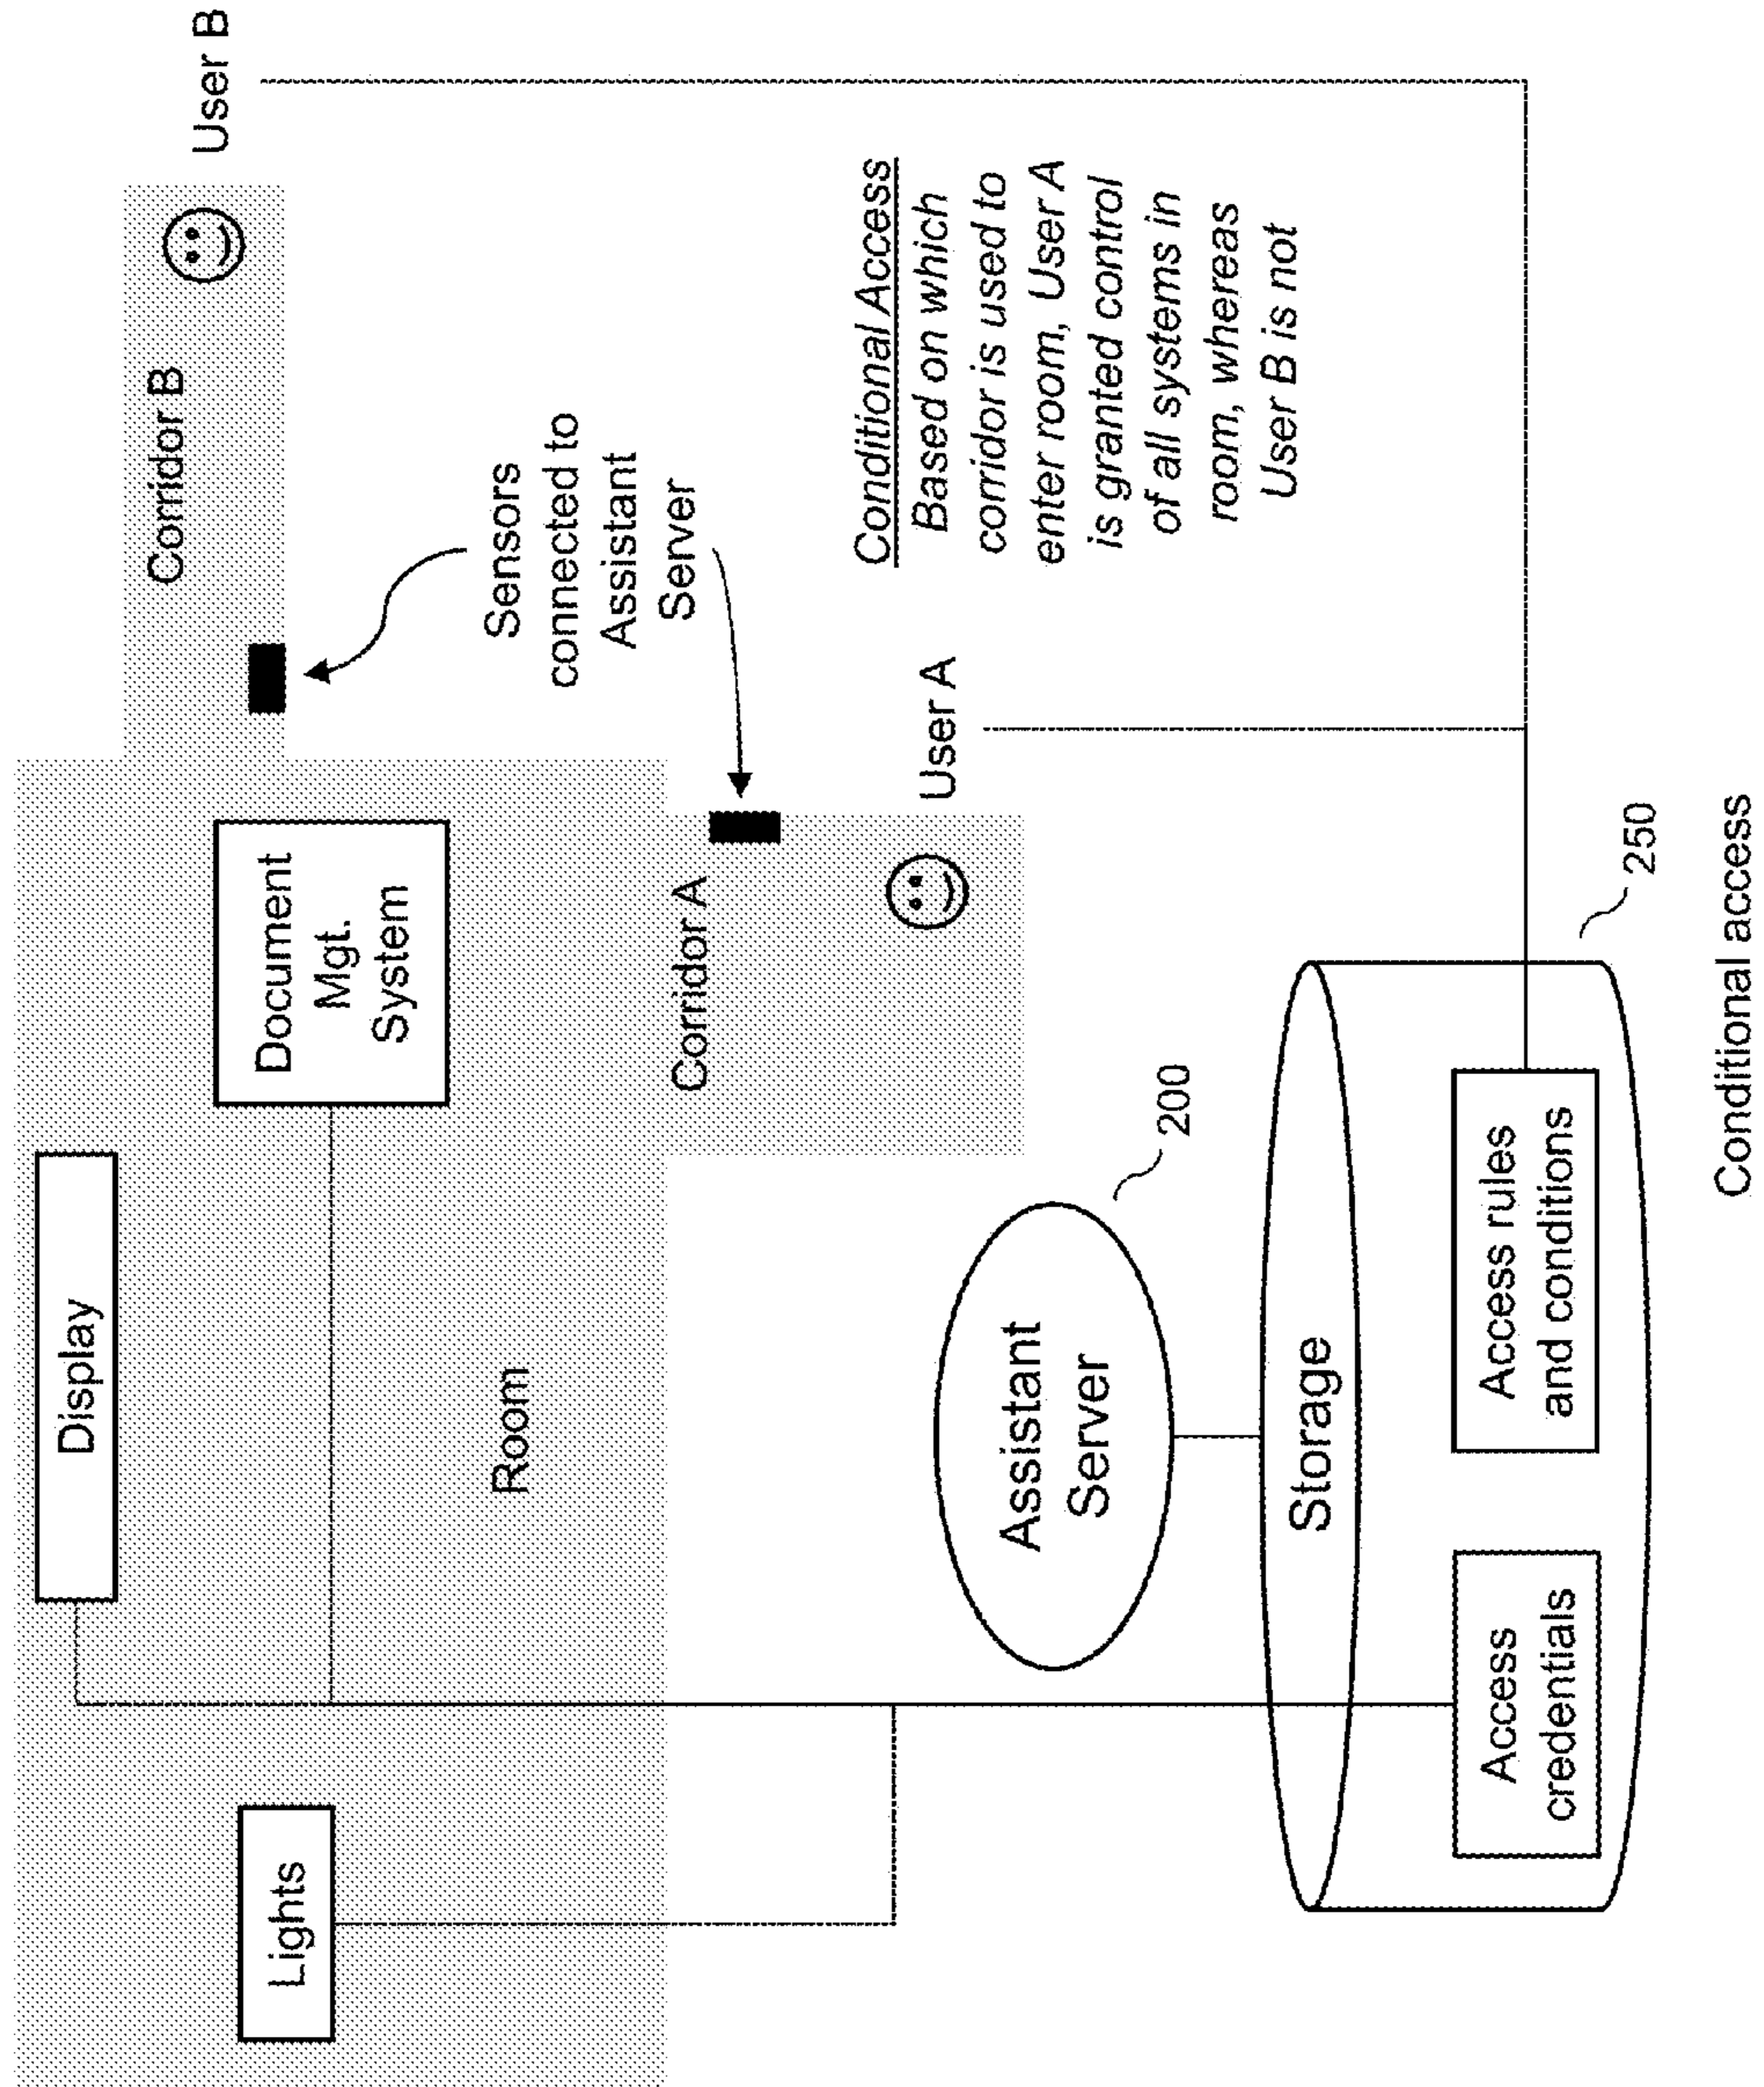 Display
Lights
Document
Mgt.
System
Room
Corridor B
User B
Sensors
connected to
Assistant
Server
Corridor A
User A
Conditional Access
Based on which
corridor is used to
enter room, User A
is granted control
of all systems in
room, whereas
User B is not
Assistant
Server
200
Storage
250
Access
credentials
Access rules
and conditions
Conditional access